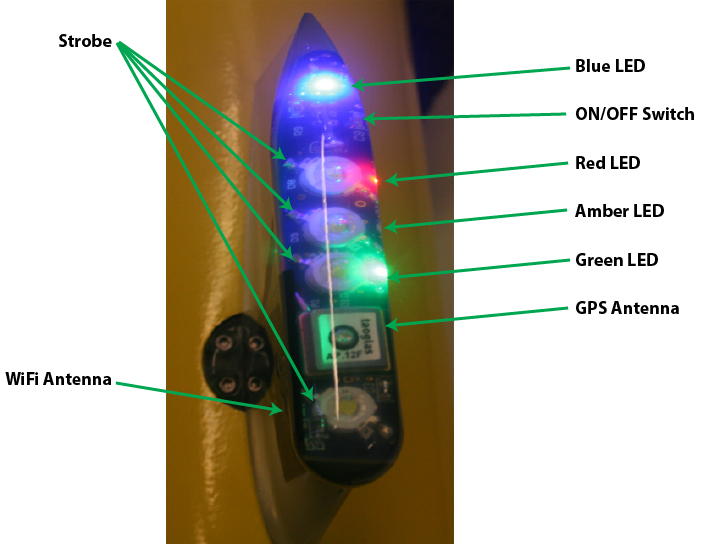 Strobe
Blue LED
ON/OFF Switch
Red LED
Amber LED
Green LED
GPS Antenna
taoglas
AP.12F
WiFi Antenna